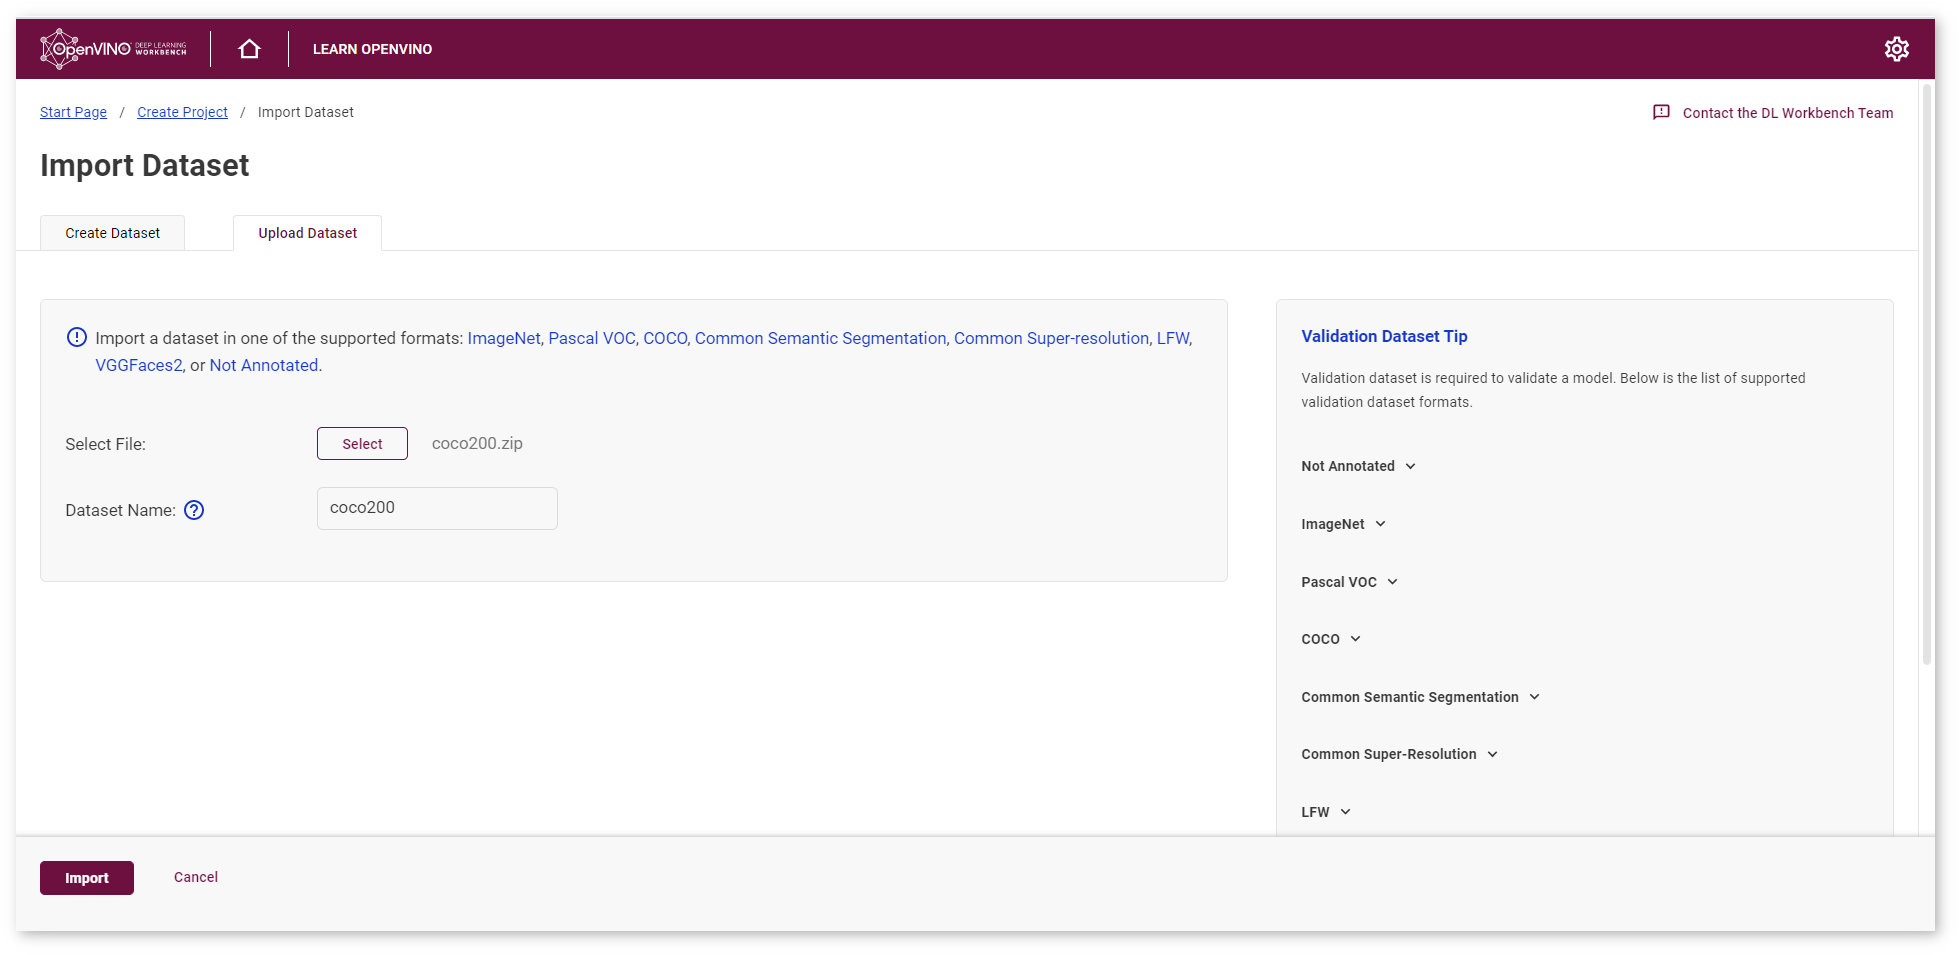 OpenVINO DEEP LEARNING WORKBENCH
LEARN OPENVINO
Start Page / Create Project / Import Dataset
Contact the DL Workbench Team
Import Dataset
Create Dataset
Upload Dataset
Import a dataset in one of the supported formats: ImageNet, Pascal VOC, COCO, Common Semantic Segmentation, Common Super-resolution, LFW,
VGGFaces2, or Not Annotated.
Select File:
Select
coco200.zip
Dataset Name:
coco200
Validation Dataset Tip
Validation dataset is required to validate a model. Below is the list of supported
validation dataset formats.
Not Annotated
ImageNet
Pascal VOC
COCO
Common Semantic Segmentation
Common Super-Resolution
LFW
Import
Cancel